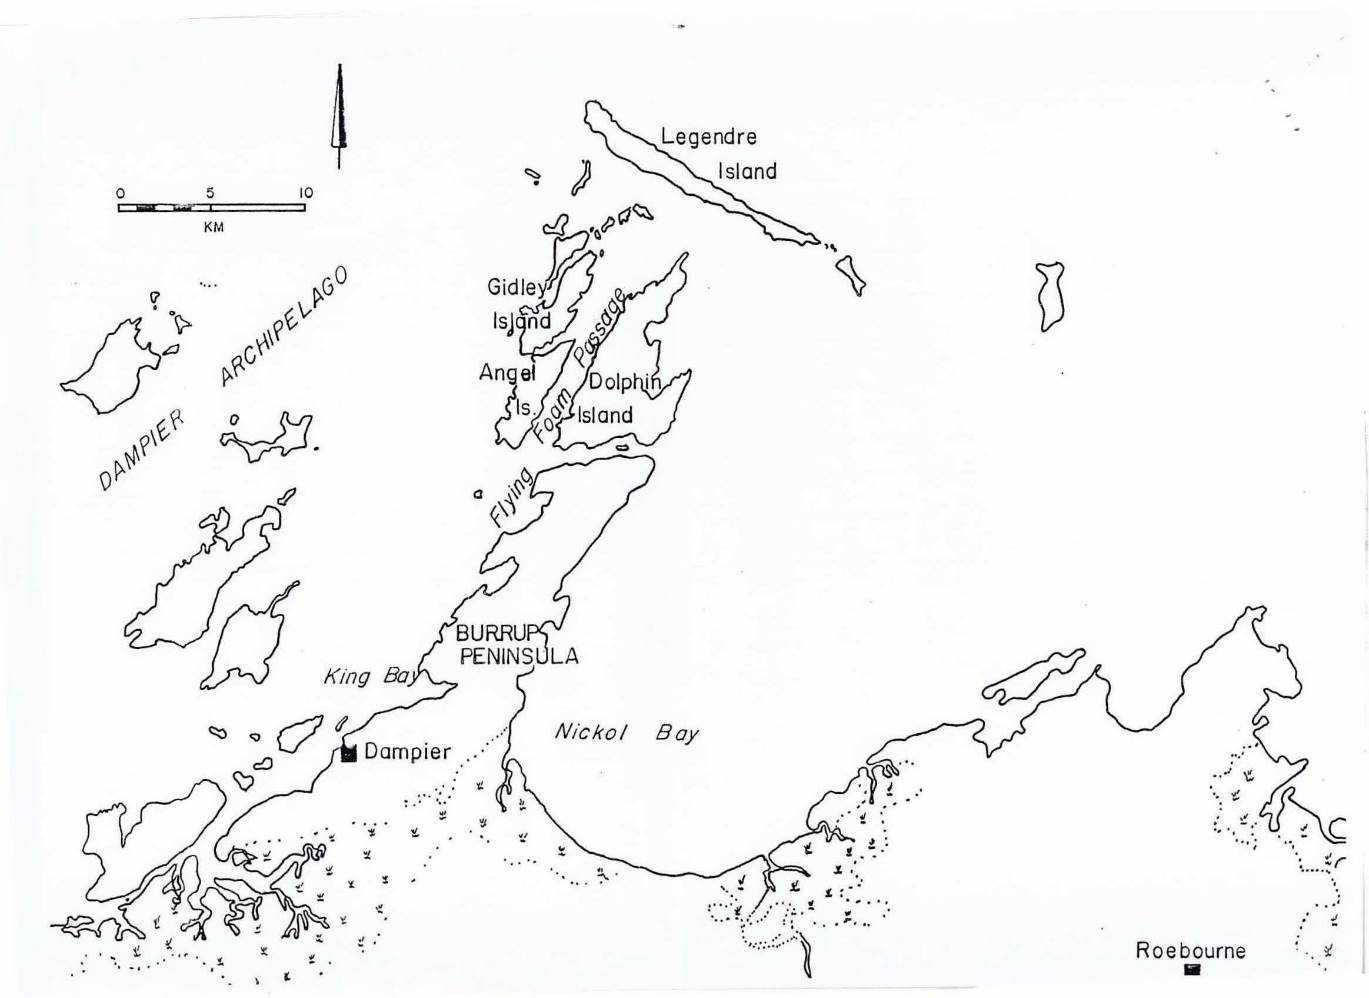 Legendre
Island
0 5 10
KM
DAMPIER ARCHIPELAGO
Gidley
Island
Angel
Is.
Flying Foam Passage
Dolphin
Island
BURRUP
PENINSULA
King Bay
Nickol Bay
Dampier
Roebourne